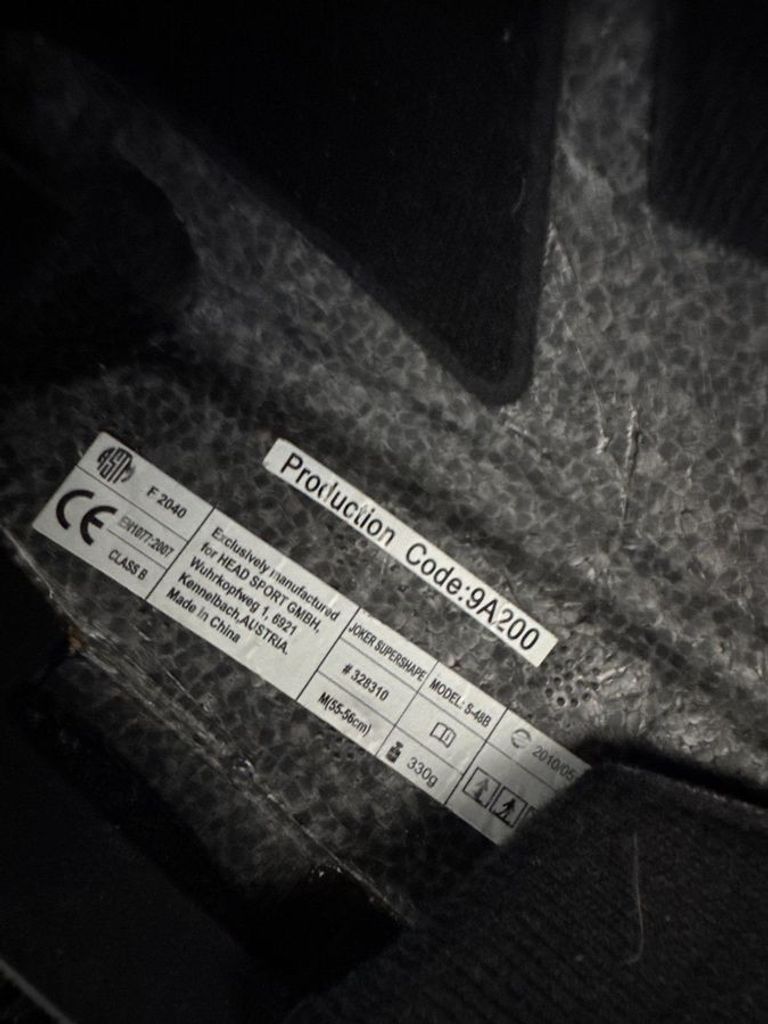 Production Code:9A200
ASTM
F 2040
CE
EN1077:2007
CLASS B
Exclusively manufactured
for HEAD SPORT GMBH,
Wuhrkopfweg 1, 6921
Kennelbach,AUSTRIA.
Made in China
JOKER SUPERSHAPE
# 328310
M(55-56cm)
MODEL: S-48B
330g
2010/05